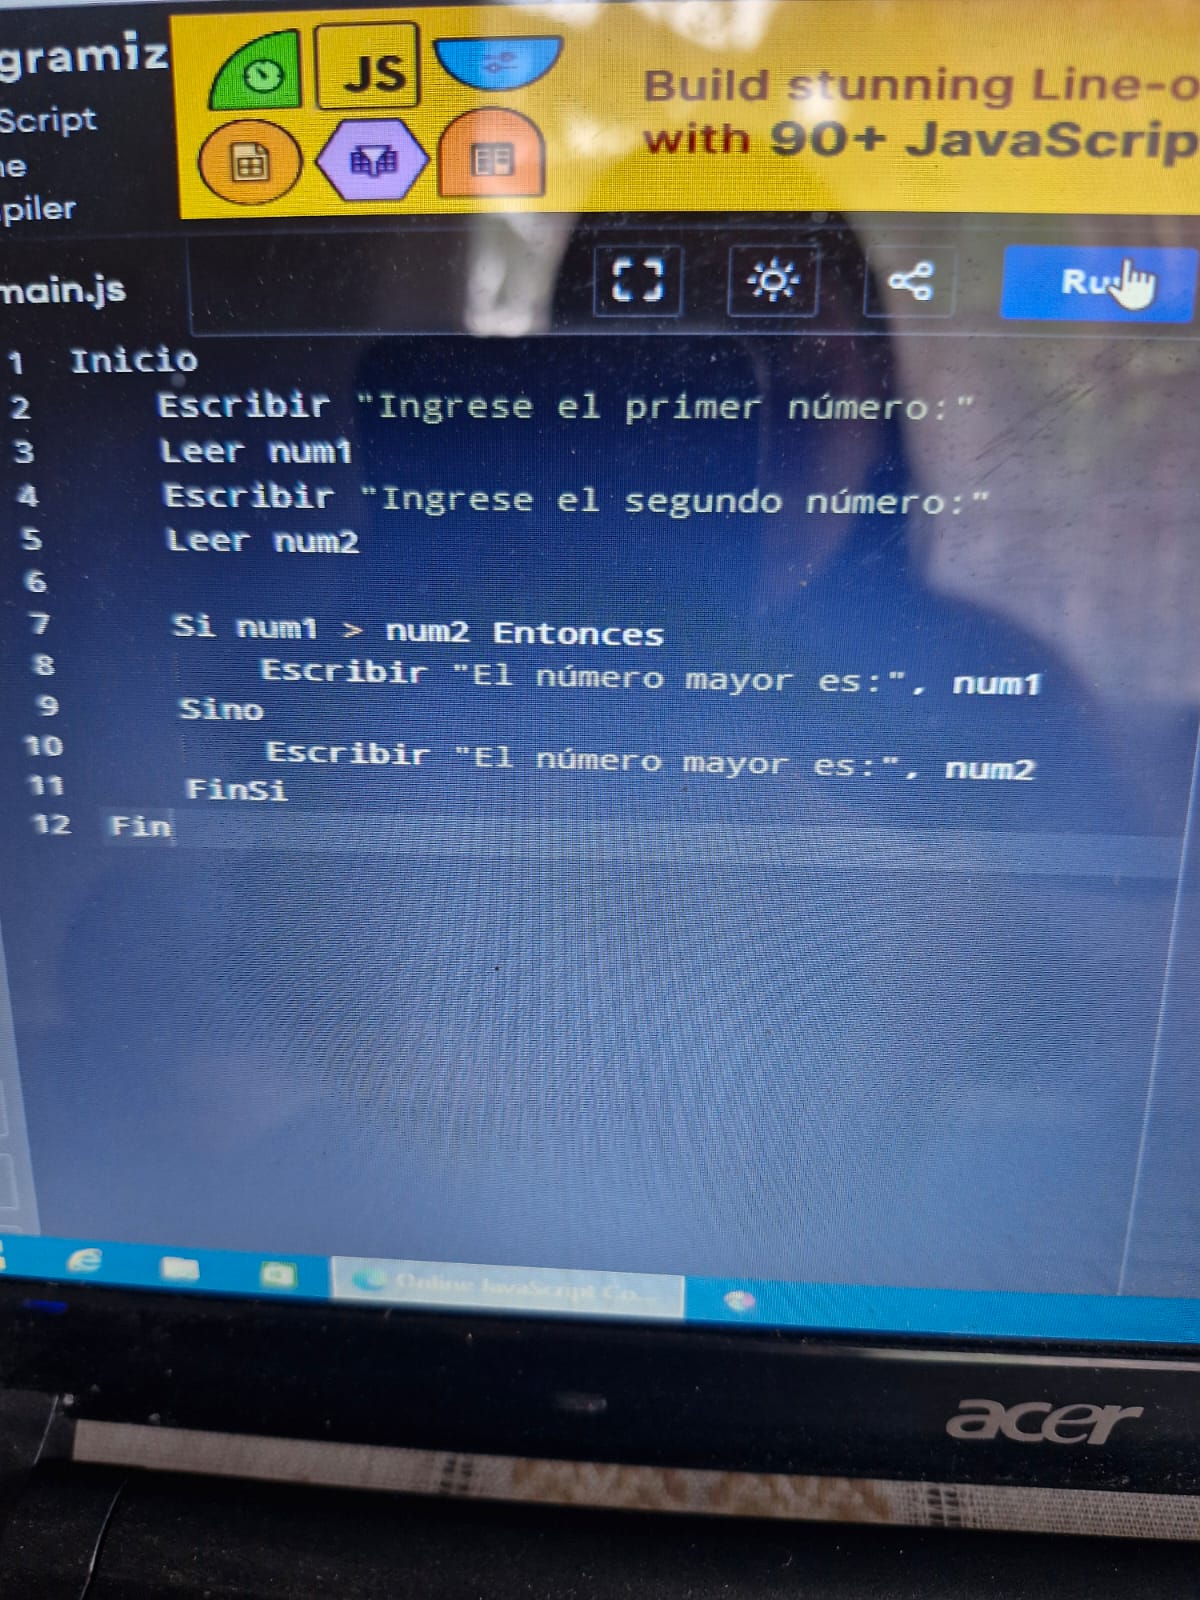 gramiz
Script
ne
piler
JS
Build stunning Line-o
with 90+ JavaScrip
main.js
Ru
1 Inicio
2 Escribir "Ingrese el primer número:"
3 Leer num1
4 Escribir "Ingrese el segundo número:"
5 Leer num2
6
7 Si num1 > num2 Entonces
8 Escribir "El número mayor es:", num1
9 Sino
10 Escribir "El número mayor es:", num2
11 FinSi
12 Fin
Online JavaScript Co...
acer